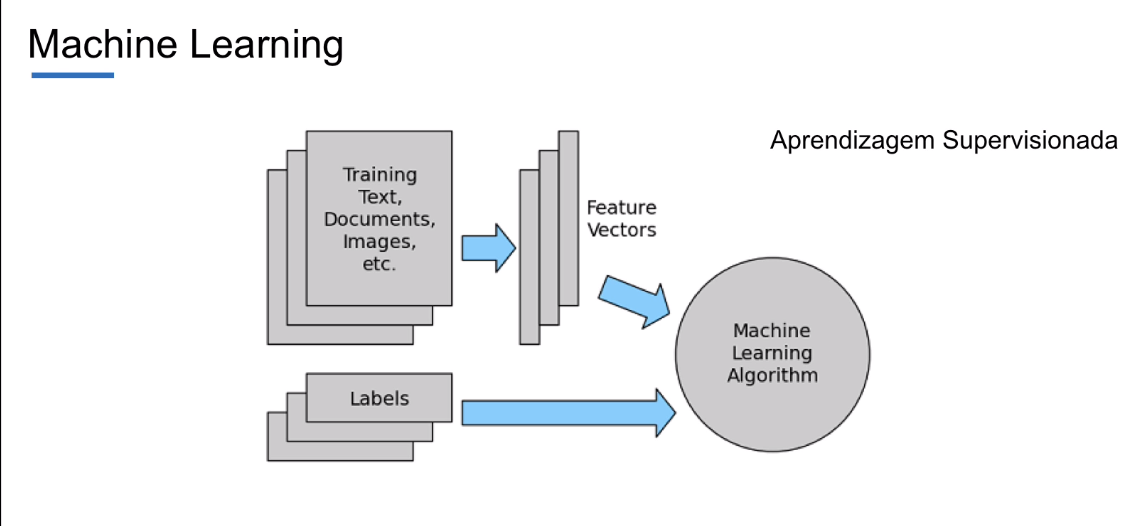 Machine Learning
Aprendizagem Supervisionada
Training
Text,
Documents,
Images,
etc.
Feature
Vectors
Machine
Learning
Algorithm
Labels